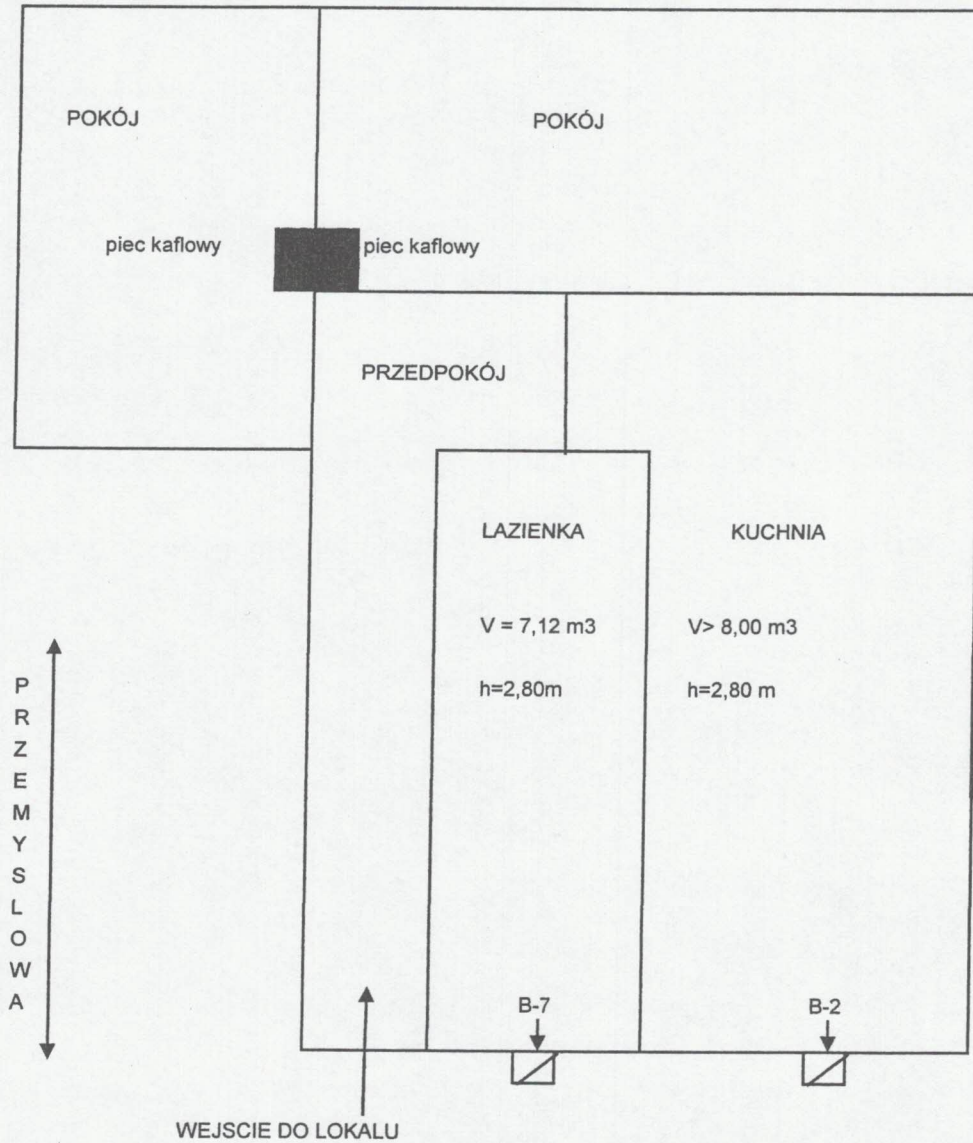 POKÓJ
POKÓJ
piec kaflowy
piec kaflowy
PRZEDPOKÓJ
LAZIENKA
KUCHNIA
V = 7,12 m3
V> 8,00 m3
h=2,80m
h=2,80 m
PRZEMYSLOWA
B-7
B-2
WEJSCIE DO LOKALU